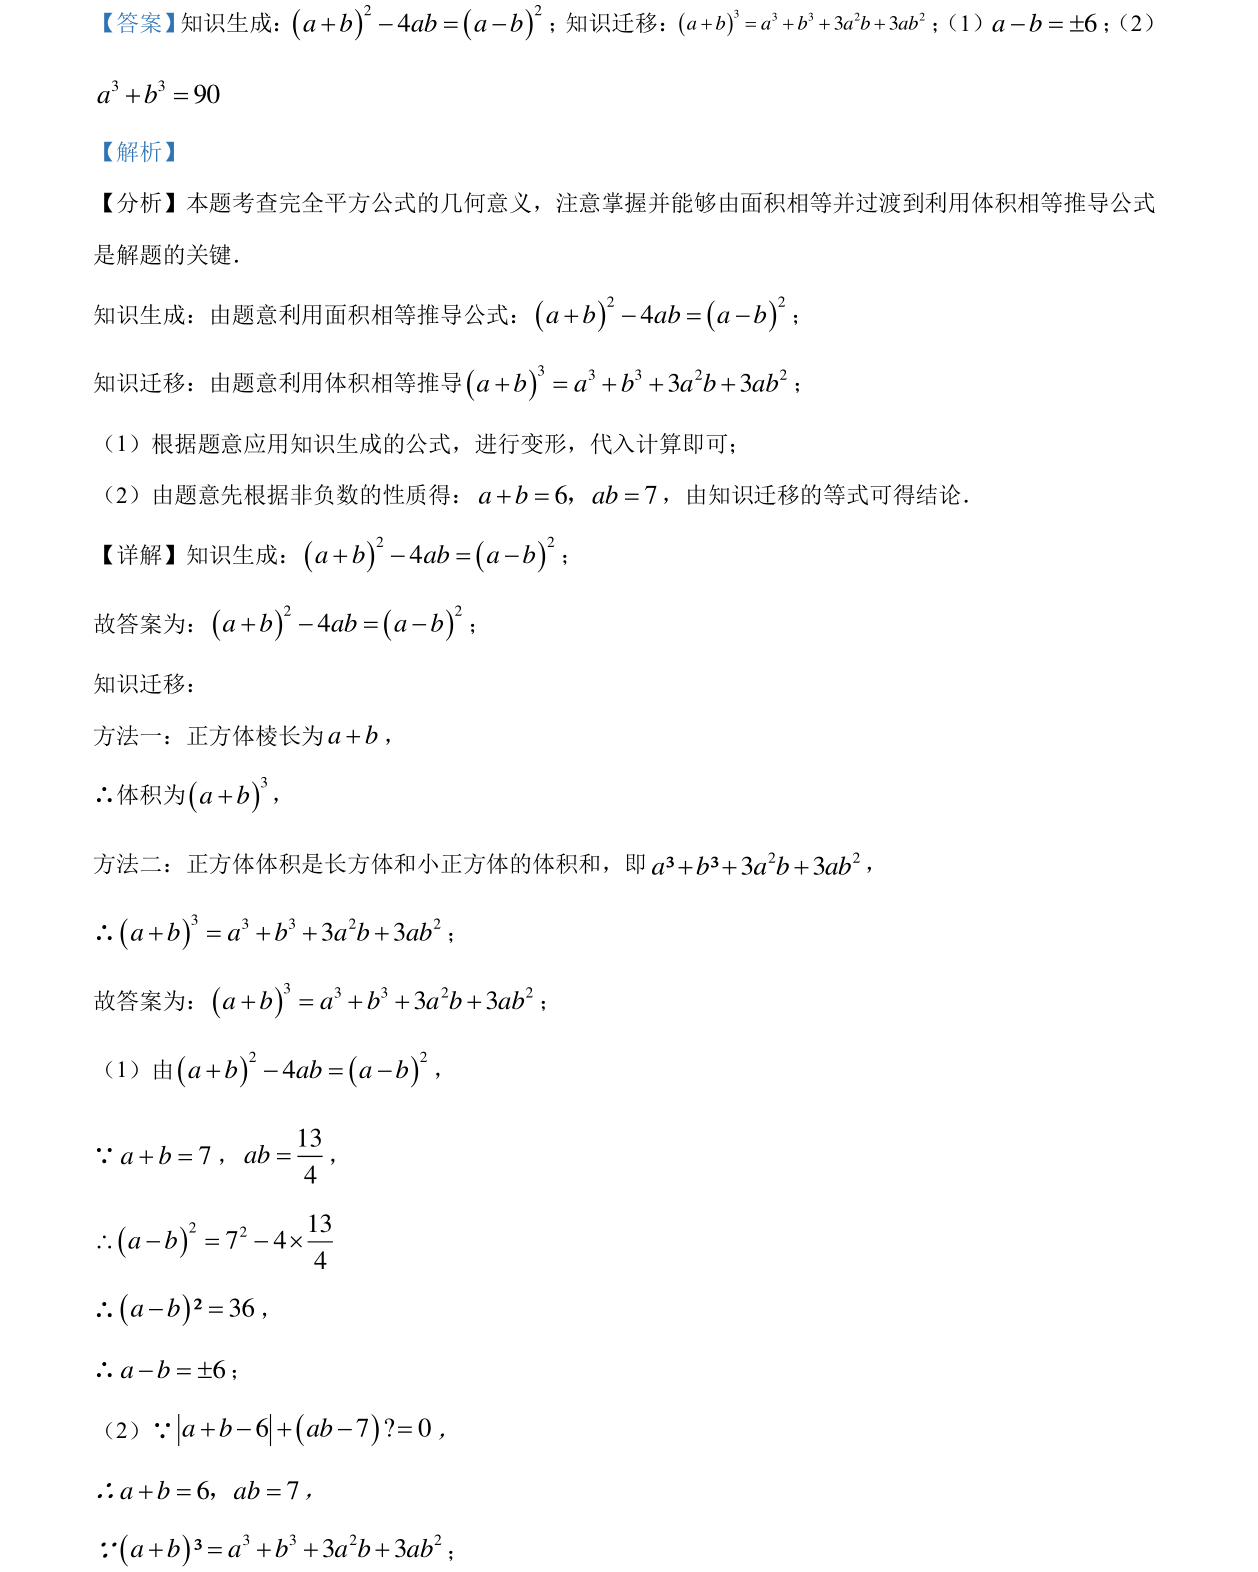 【答案】知识生成：(a+b)²−4ab=(a−b)²；知识迁移：(a+b)³=a³+b³+3a²b+3ab²；（1）a−b=±6；（2）
a³+b³=90
【解析】
【分析】本题考查完全平方公式的几何意义，注意掌握并能够由面积相等并过渡到利用体积相等推导公式
是解题的关键．
知识生成：由题意利用面积相等推导公式：(a+b)²−4ab=(a−b)²；
知识迁移：由题意利用体积相等推导(a+b)³=a³+b³+3a²b+3ab²；
（1）根据题意应用知识生成的公式，进行变形，代入计算即可；
（2）由题意先根据非负数的性质得：a+b=6，ab=7，由知识迁移的等式可得结论．
【详解】知识生成：(a+b)²−4ab=(a−b)²；
故答案为：(a+b)²−4ab=(a−b)²；
知识迁移：
方法一：正方体棱长为a+b，
∴体积为(a+b)³，
方法二：正方体体积是长方体和小正方体的体积和，即a³+b³+3a²b+3ab²，
∴(a+b)³=a³+b³+3a²b+3ab²；
故答案为：(a+b)³=a³+b³+3a²b+3ab²；
（1）由(a+b)²−4ab=(a−b)²，
∵a+b=7，ab=13/4，
∴(a−b)²=7²−4×13/4
∴(a−b)²=36，
∴a−b=±6；
（2）∵|a+b−6|+(ab−7)?=0，
∴a+b=6，ab=7，
∵(a+b)³=a³+b³+3a²b+3ab²；